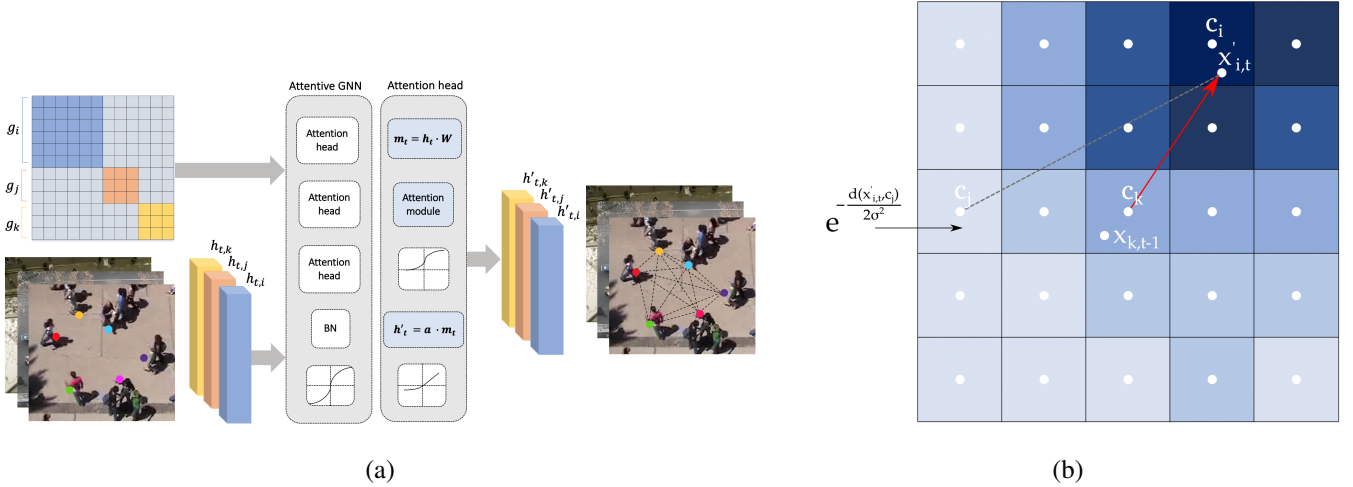 Attentive GNN
Attention head
g_i
g_j
g_k
Attention
head
Attention
head
Attention
head
BN
m_t = h_t · W
Attention
module
h'_t = a · m_t
h_{t,k}
h_{t,j}
h_{t,i}
h'_{t,k}
h'_{t,j}
h'_{t,i}
(a)
c_i
x'_{i,t}
c_j
c_k
x_{k,t-1}
e^{-\frac{d(x'_{i,t},c_j)}{2σ^2}}
(b)